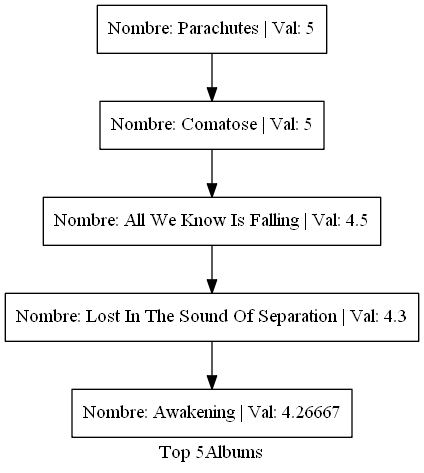 Nombre: Parachutes | Val: 5
Nombre: Comatose | Val: 5
Nombre: All We Know Is Falling | Val: 4.5
Nombre: Lost In The Sound Of Separation | Val: 4.3
Nombre: Awakening | Val: 4.26667
Top 5Albums